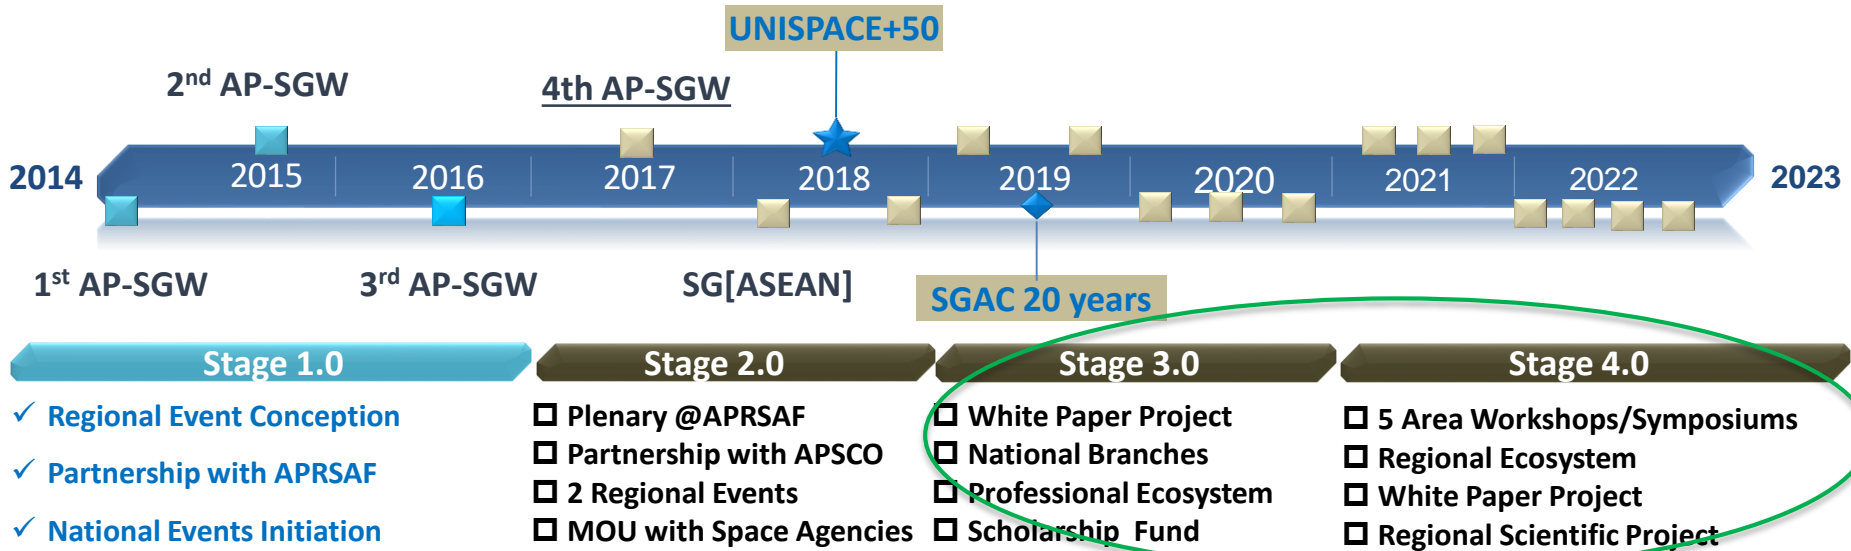 UNISPACE+50
2nd AP-SGW
4th AP-SGW
2014
2015
2016
2017
2018
2019
2020
2021
2022
2023
1st AP-SGW
3rd AP-SGW
SG[ASEAN]
SGAC 20 years
Stage 1.0
✓ Regional Event Conception
✓ Partnership with APRSAF
✓ National Events Initiation
Stage 2.0
❑ Plenary @APRSAF
❑ Partnership with APSCO
❑ 2 Regional Events
❑ MOU with Space Agencies
Stage 3.0
❑ White Paper Project
❑ National Branches
❑ Professional Ecosystem
❑ Scholarship Fund
Stage 4.0
❑ 5 Area Workshops/Symposiums
❑ Regional Ecosystem
❑ White Paper Project
❑ Regional Scientific Project